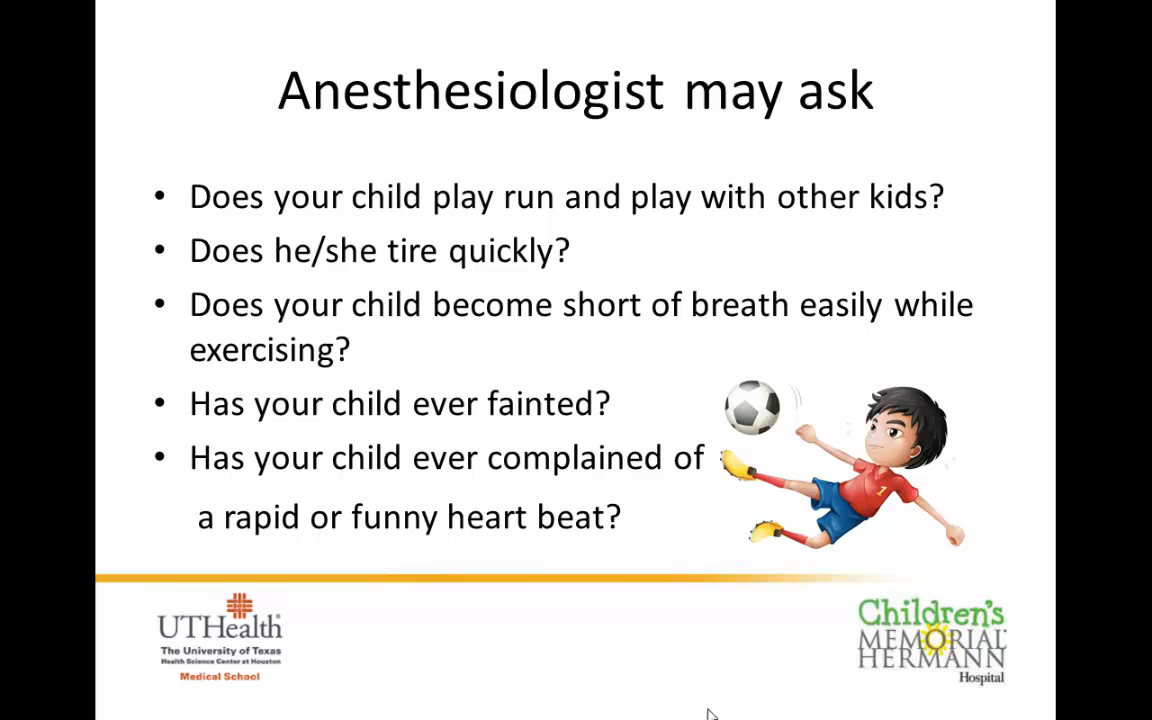 Anesthesiologist may ask
• Does your child play run and play with other kids?
• Does he/she tire quickly?
• Does your child become short of breath easily while
exercising?
• Has your child ever fainted?
• Has your child ever complained of
a rapid or funny heart beat?
1
UTHealth®
The University of Texas
Health Science Center at Houston
Medical School
Children's
MEMORIAL
HERMANN
Hospital